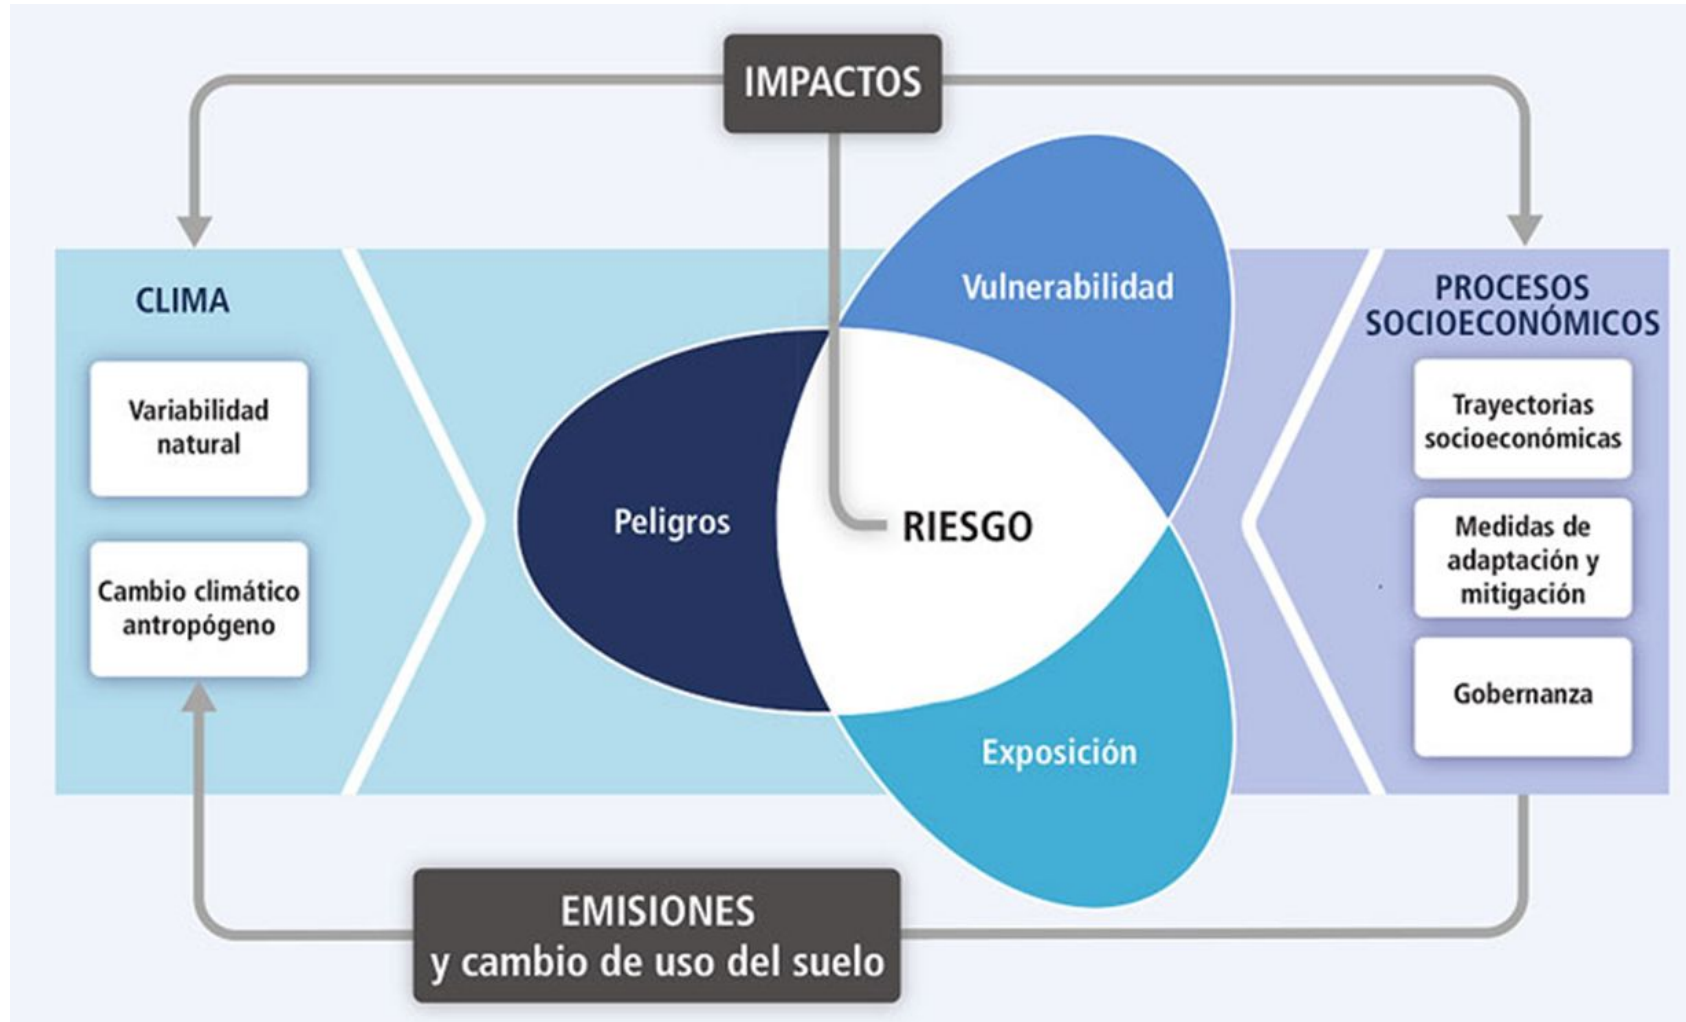 IMPACTOS
CLIMA
Variabilidad
natural
Cambio climático
antropógeno
Vulnerabilidad
Peligros
RIESGO
Exposición
PROCESOS
SOCIOECONÓMICOS
Trayectorias
socioeconómicas
Medidas de
adaptación y
mitigación
Gobernanza
EMISIONES
y cambio de uso del suelo